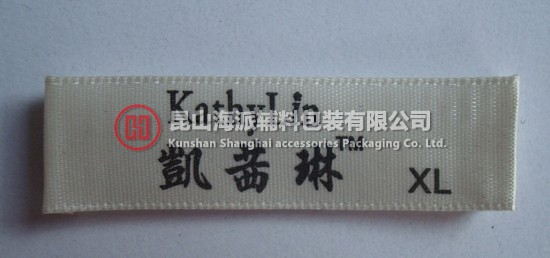 KathyLin
昆山海派辅料包装有限公司
Kunshan Shanghai accessories Packaging Co. Ltd.
凱茜琳™
XL